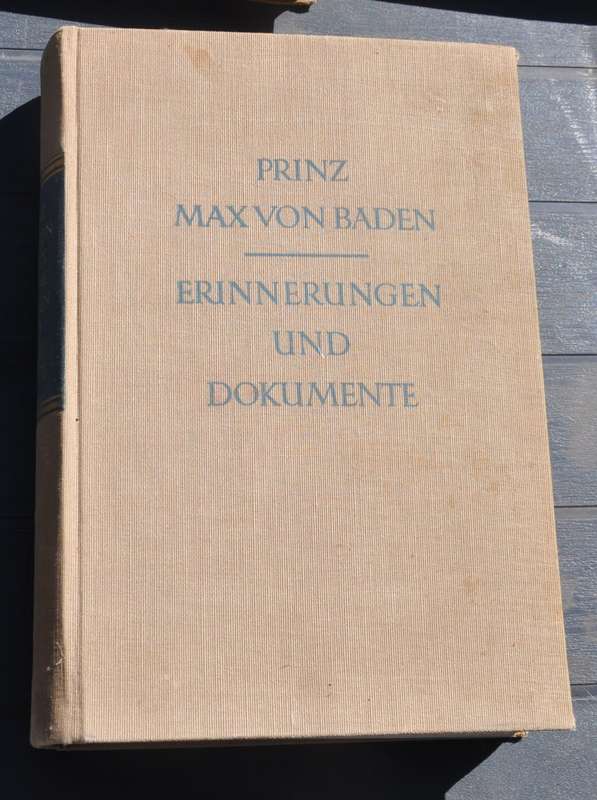 PRINZ
MAX VON BADEN
ERINNERUNGEN
UND
DOKUMENTE